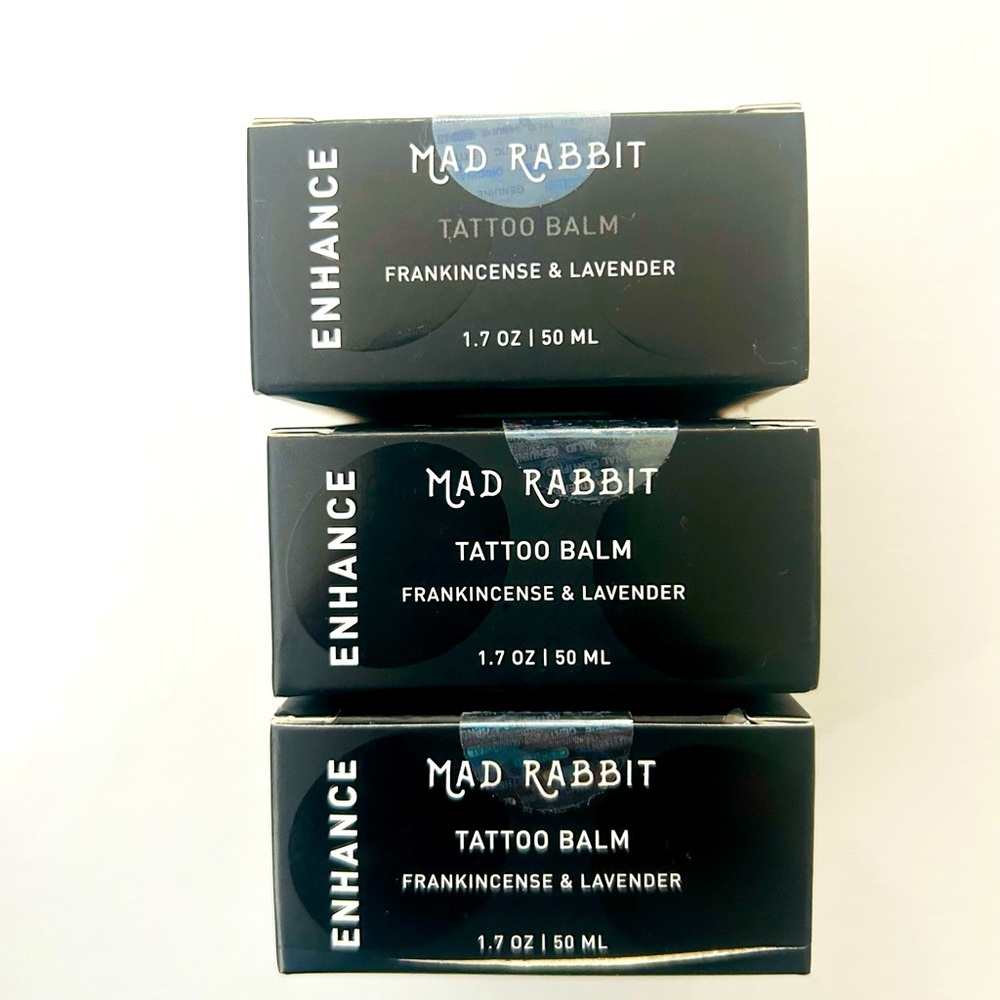 ENHANCE
MAD RABBIT
TATTOO BALM
FRANKINCENSE & LAVENDER
1.7 OZ | 50 ML
ENHANCE
MAD RABBIT
TATTOO BALM
FRANKINCENSE & LAVENDER
1.7 OZ | 50 ML
ENHANCE
MAD RABBIT
TATTOO BALM
FRANKINCENSE & LAVENDER
1.7 OZ | 50 ML